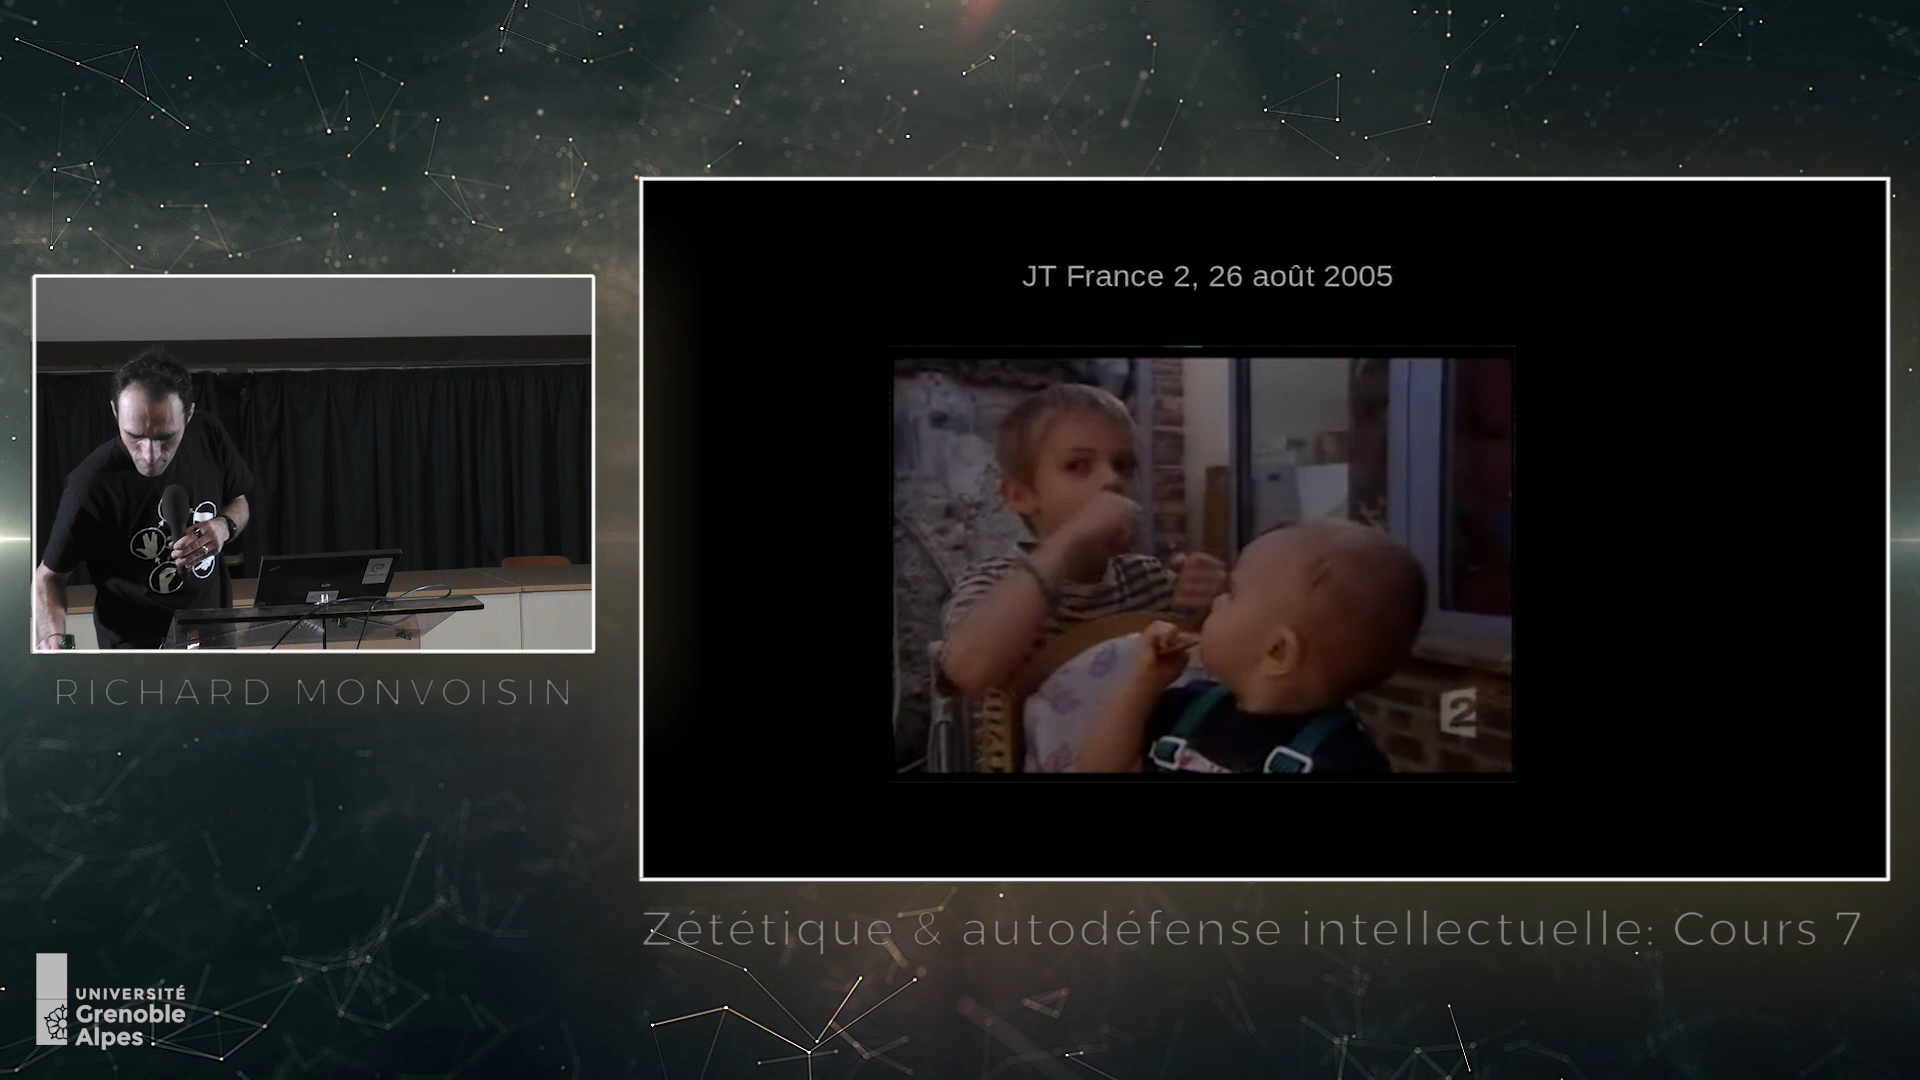 JT France 2, 26 août 2005
2
RICHARD MONVOISIN
Zététique & autodéfense intellectuelle: Cours 7
UNIVERSITÉ
Grenoble
Alpes